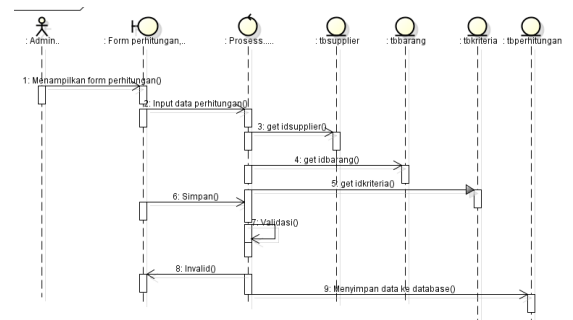 : Admin..
: Form perhitungan,..
: Prosess.....
: tbsupplier
: tbbarang
: tbkriteria
: tbperhitungan
1: Menampilkan form perhitungan()
2: Input data perhitungan()
3: get idsupplier()
4: get idbarang()
5: get idkriteria()
6: Simpan()
7: Validasi()
8: Invalid()
9: Menyimpan data ke database()